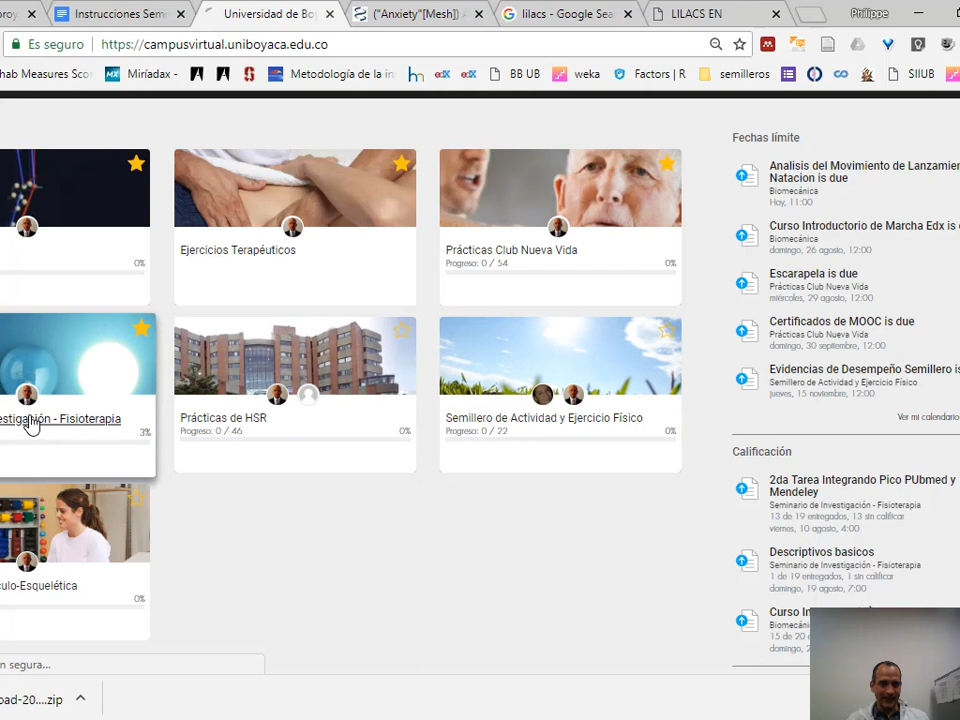 proy
Instrucciones Semi
Universidad de Bo
("Anxiety"[Mesh]) A
lilacs - Google Sea
LILACS EN
Philippe
Es seguro
https://campusvirtual.uniboyaca.edu.co
hab Measures Sco
Miríadax -
Metodología de la in
BB UB
weka
Factors | R
semilleros
SIIUB
Fechas límite
Analisis del Movimiento de Lanzamien
Natacion is due
Biomecánica
Hoy, 11:00
Curso Introductorio de Marcha Edx is
Biomecánica
domingo, 26 agosto, 12:00
Escarapela is due
Prácticas Club Nueva Vida
miércoles, 29 agosto, 12:00
Certificados de MOOC is due
Prácticas Club Nueva Vida
domingo, 30 septiembre, 12:00
Evidencias de Desempeño Semillero is
Semillero de Actividad y Ejercicio Físico
jueves, 15 noviembre, 12:00
Ver mi calendario
Calificación
2da Tarea Integrando Pico PUbmed y
Mendeley
Seminario de Investigación - Fisioterapia
13 de 19 entregados, 13 sin calificar
viernes, 10 agosto, 4:00
Descriptivos basicos
Seminario de Investigación - Fisioterapia
1 de 19 entregados, 1 sin calificar
domingo, 19 agosto, 7:00
Curso
Biomecá
15 de 20
doming
0%
Ejercicios Terapéuticos
Prácticas Club Nueva Vida
Progreso: 0 / 54
0%
estigación - Fisioterapia
3%
Prácticas de HSR
Progreso: 0 / 46
0%
Semillero de Actividad y Ejercicio Físico
Progreso: 0 / 22
0%
culo-Esquelética
0%
n segura...
oad-20....zip